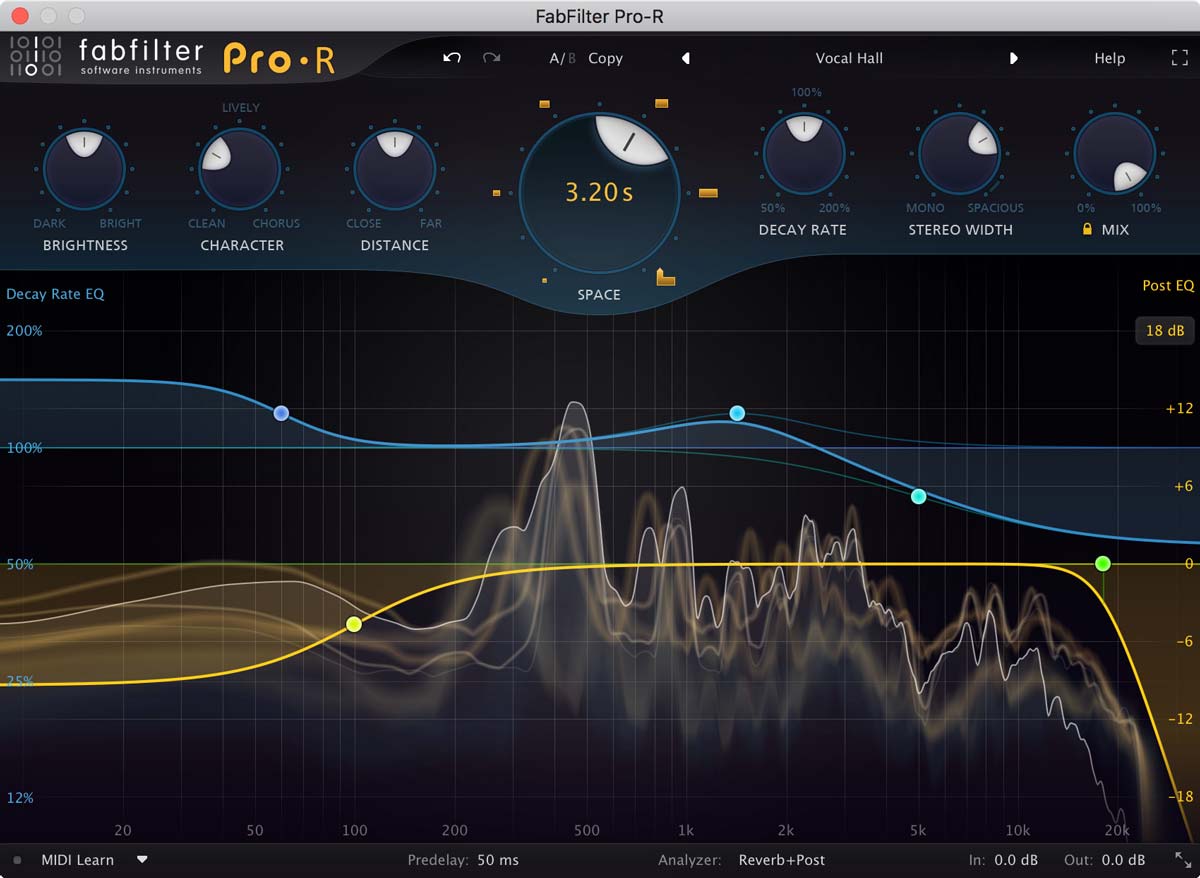 FabFilter Pro-R
fabfilter
software instruments
Pro·R
A/B Copy
Vocal Hall
Help
LIVELY
100%
DARK BRIGHT
BRIGHTNESS
CLEAN CHORUS
CHARACTER
CLOSE FAR
DISTANCE
3.20s
SPACE
50% 200%
DECAY RATE
MONO SPACIOUS
STEREO WIDTH
0% 100%
MIX
Decay Rate EQ
Post EQ
200%
18 dB
+12
100%
+6
50%
0
-6
25%
-12
12%
-18
20 50 100 200 500 1k 2k 5k 10k 20k
MIDI Learn
Predelay: 50 ms
Analyzer: Reverb+Post
In: 0.0 dB Out: 0.0 dB